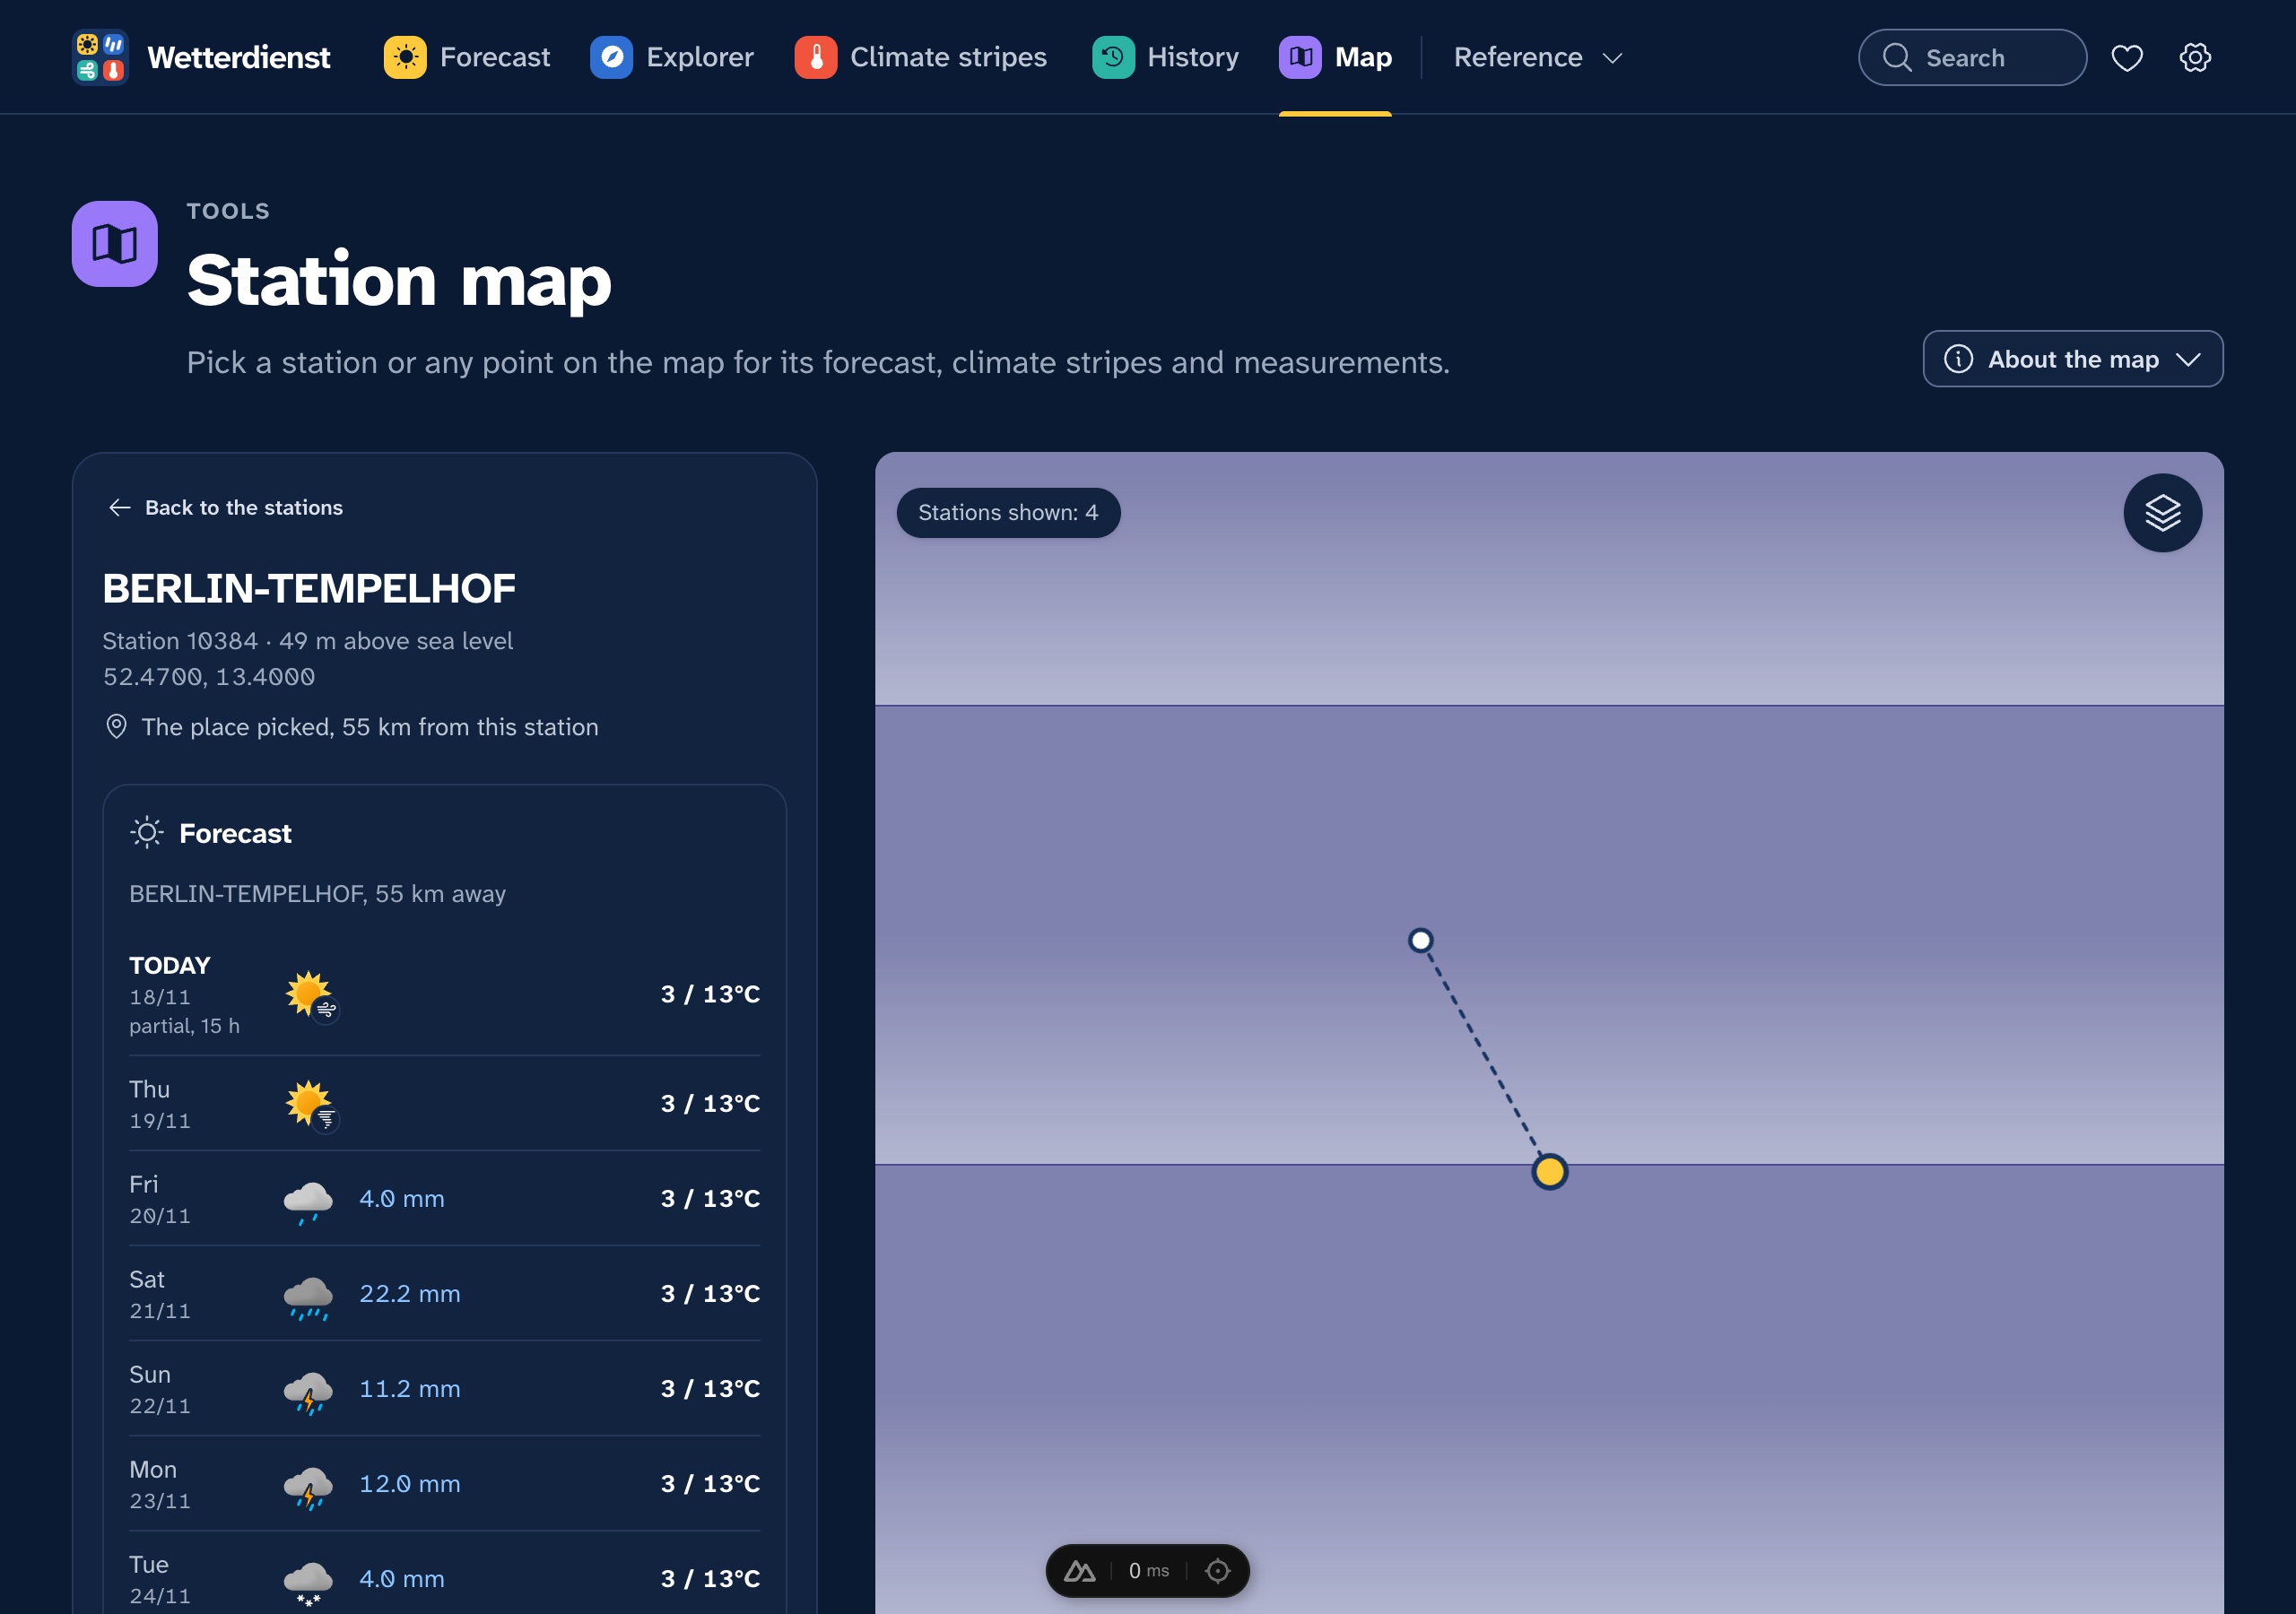 Wetterdienst
Forecast
Explorer
Climate stripes
History
Map
Reference
Search
TOOLS
Station map
Pick a station or any point on the map for its forecast, climate stripes and measurements.
About the map
Back to the stations
BERLIN-TEMPELHOF
Station 10384 · 49 m above sea level
52.4700, 13.4000
The place picked, 55 km from this station
Forecast
BERLIN-TEMPELHOF, 55 km away
TODAY
18/11
partial, 15 h
3 / 13°C
Thu
19/11
3 / 13°C
Fri
20/11
4.0 mm
3 / 13°C
Sat
21/11
22.2 mm
3 / 13°C
Sun
22/11
11.2 mm
3 / 13°C
Mon
23/11
12.0 mm
3 / 13°C
Tue
24/11
4.0 mm
3 / 13°C
Stations shown: 4
0 ms